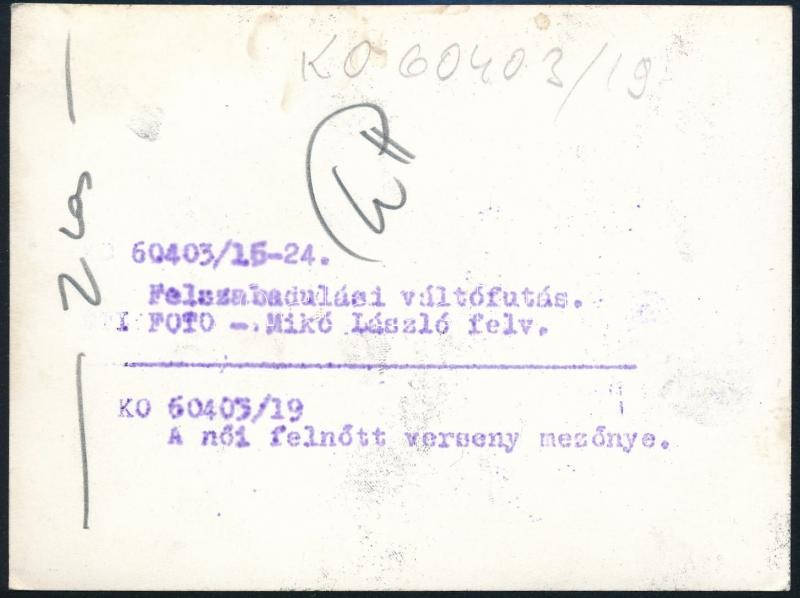 KO 60403/19
60403/15-24.
Felszabadulási váltófutás.
I FOTO -. Mikó László felv.
KO 60403/19
A női felnőtt verseny mezőnye.